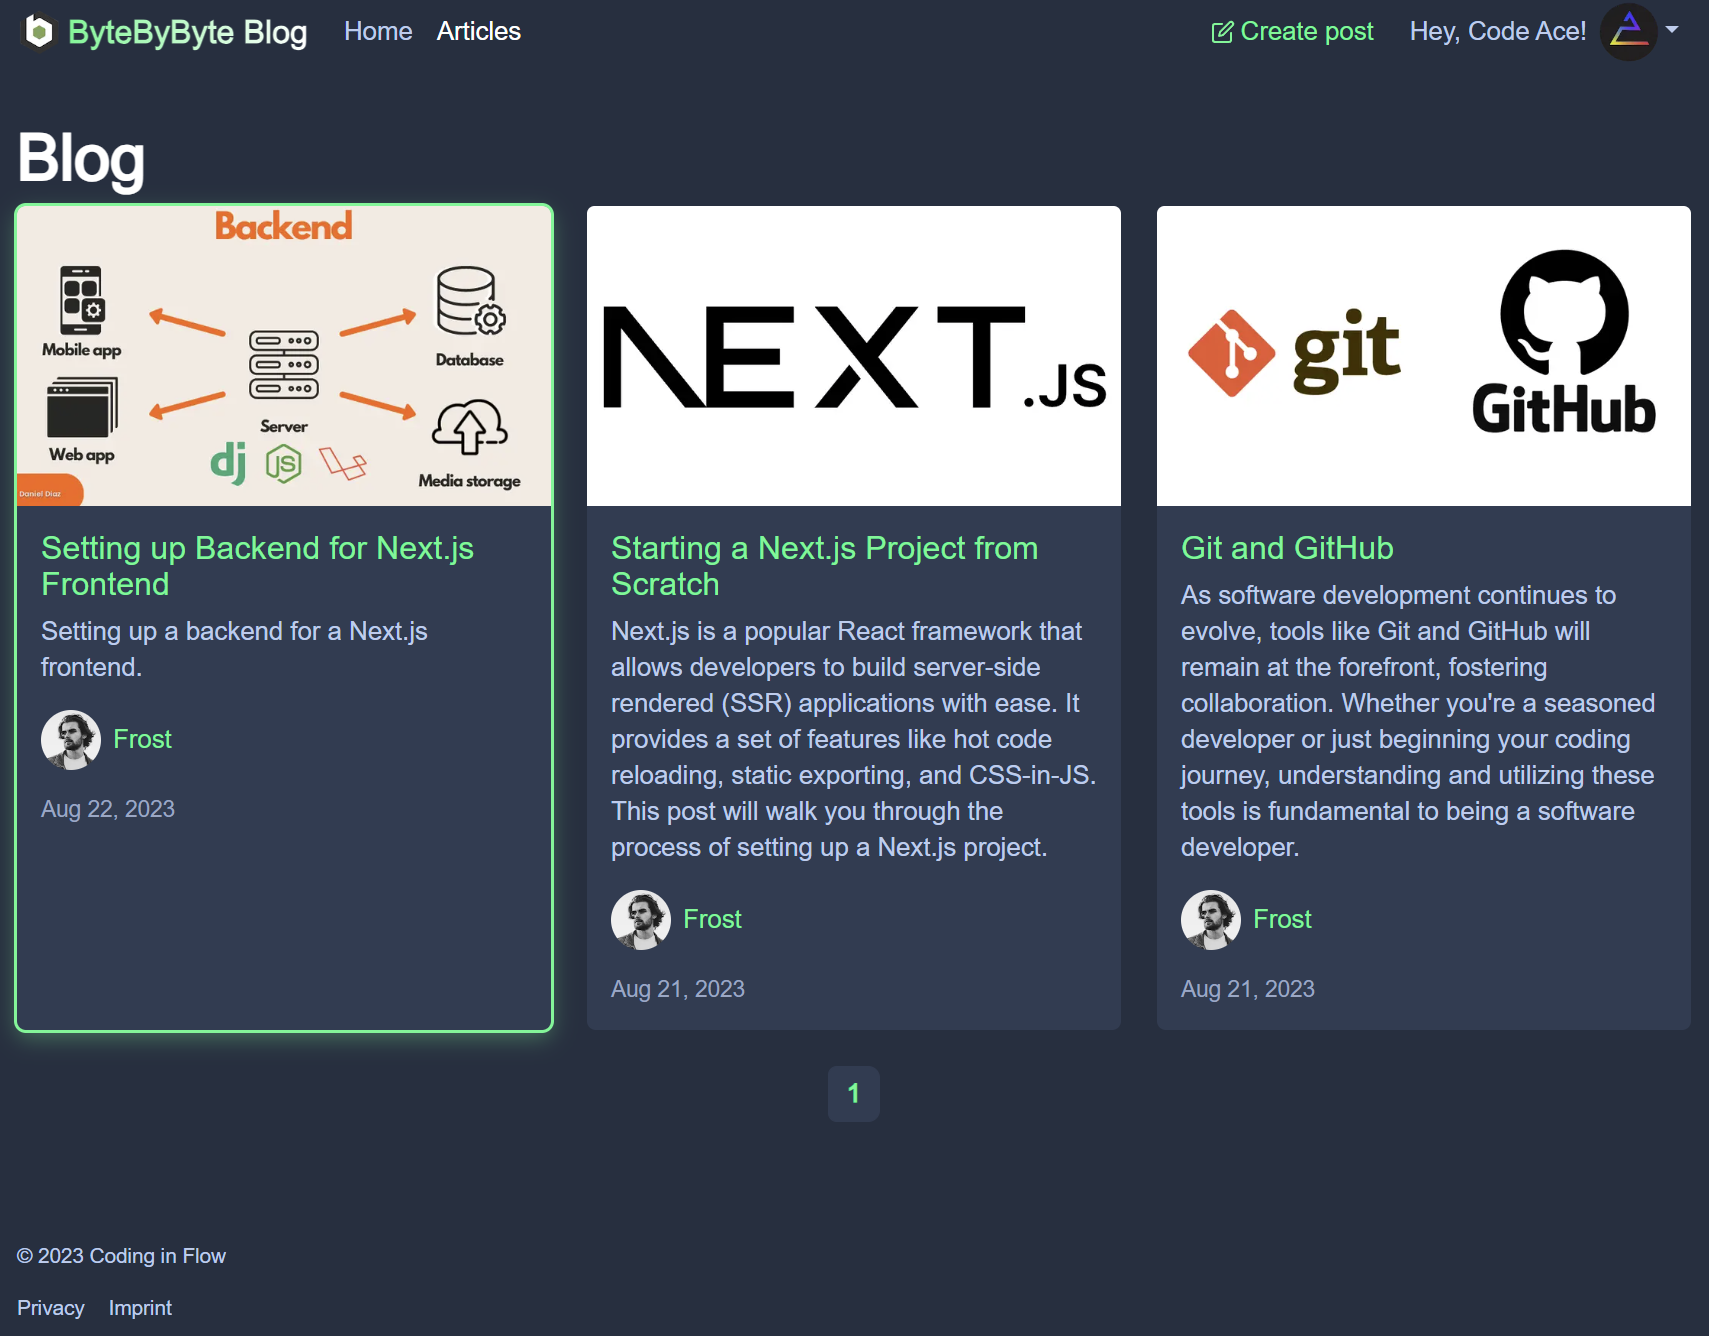 ByteByByte Blog
Home
Articles
Create post
Hey, Code Ace!
Blog
Backend
Mobile app
Web app
Server
Database
Media storage
dj
JS
Daniel Diaz
Setting up Backend for Next.js
Frontend
Setting up a backend for a Next.js
frontend.
Frost
Aug 22, 2023
NEXT.JS
Starting a Next.js Project from
Scratch
Next.js is a popular React framework that
allows developers to build server-side
rendered (SSR) applications with ease. It
provides a set of features like hot code
reloading, static exporting, and CSS-in-JS.
This post will walk you through the
process of setting up a Next.js project.
Frost
Aug 21, 2023
git
GitHub
Git and GitHub
As software development continues to
evolve, tools like Git and GitHub will
remain at the forefront, fostering
collaboration. Whether you're a seasoned
developer or just beginning your coding
journey, understanding and utilizing these
tools is fundamental to being a software
developer.
Frost
Aug 21, 2023
1
© 2023 Coding in Flow
Privacy
Imprint